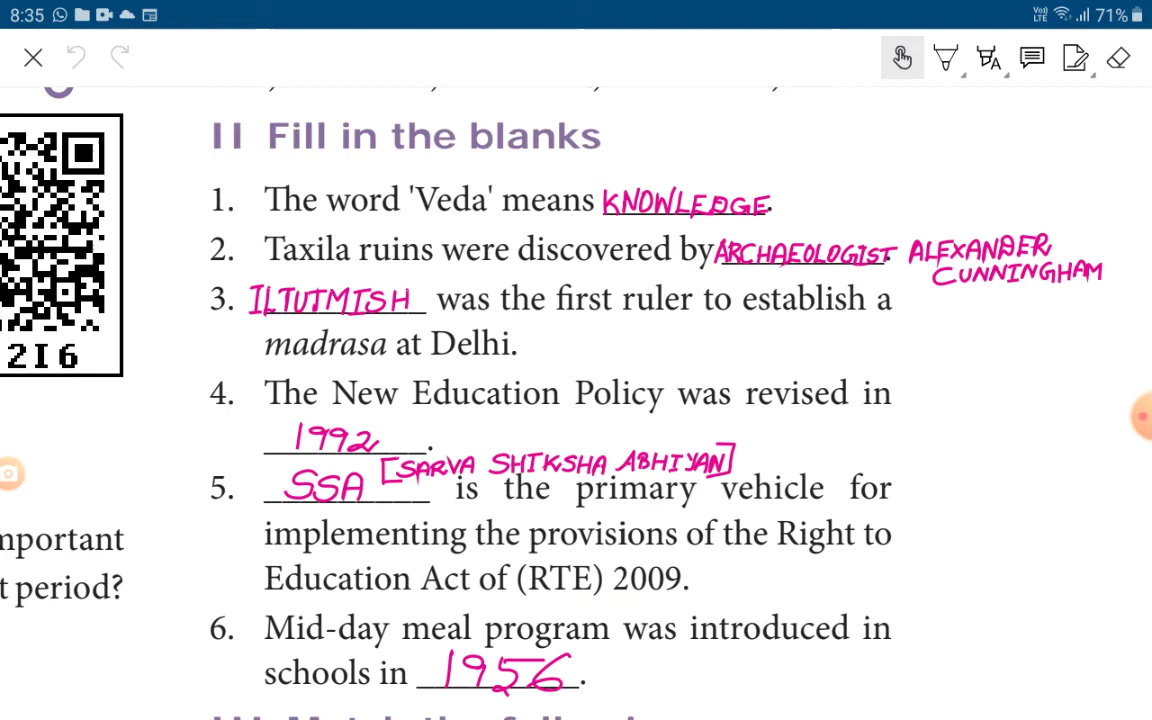 8:35 71%
II Fill in the blanks
1. The word 'Veda' means KNOWLEDGE.
2. Taxila ruins were discovered by ARCHAEOLOGIST. ALEXANDER
CUNNINGHAM
3. ILTUTMISH was the first ruler to establish a
madrasa at Delhi.
4. The New Education Policy was revised in
1992.
[SARVA SHIKSHA ABHIYAN]
5. SSA is the primary vehicle for
implementing the provisions of the Right to
Education Act of (RTE) 2009.
6. Mid-day meal program was introduced in
schools in 1956.
2I6
mportant
t period?